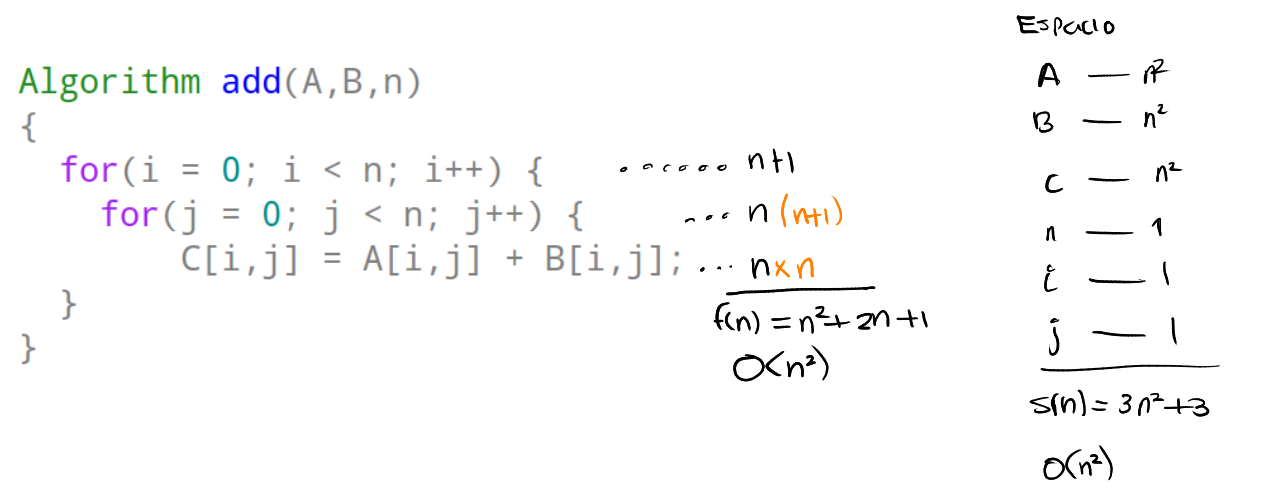 Algorithm add(A,B,n)
{
for(i = 0; i < n; i++) { ....... n+1
for(j = 0; j < n; j++) { ... n (n+1)
C[i,j] = A[i,j] + B[i,j]; ... n×n
}
}
f(n) = n²+2n+1
O(n²)
Espacio
A — n²
B — n²
C — n²
n — 1
i — 1
j — 1
s(n) = 3n²+3
O(n²)